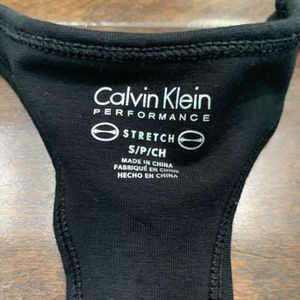 Calvin Klein
PERFORMANCE
STRETCH
S/P/CH
MADE IN CHINA
FABRIQUÉ EN CHINE
HECHO EN CHINA